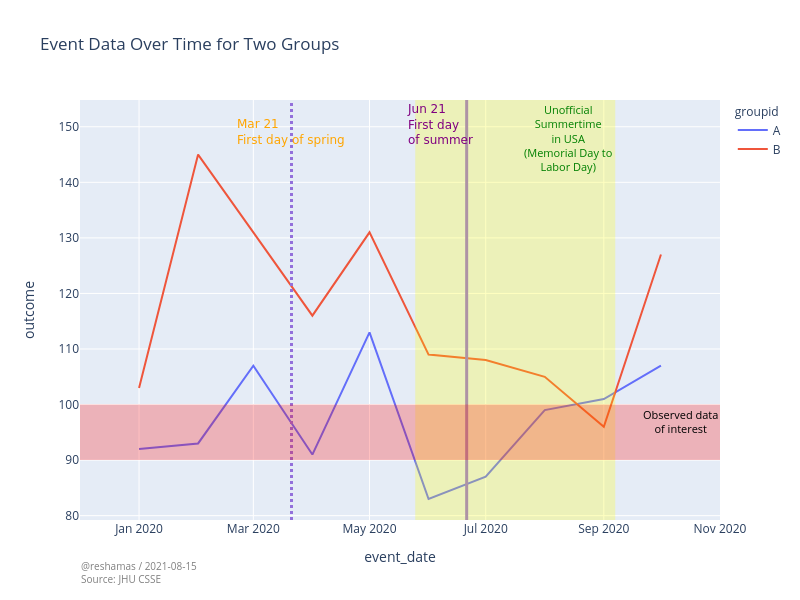 Event Data Over Time for Two Groups
Mar 21
First day of spring
Jun 21
First day
of summer
Unofficial
Summertime
in USA
(Memorial Day to
Labor Day)
groupid
A
B
150
140
130
120
110
100
90
80
outcome
Observed data
of interest
Jan 2020
Mar 2020
May 2020
Jul 2020
Sep 2020
Nov 2020
event_date
@reshamas / 2021-08-15
Source: JHU CSSE